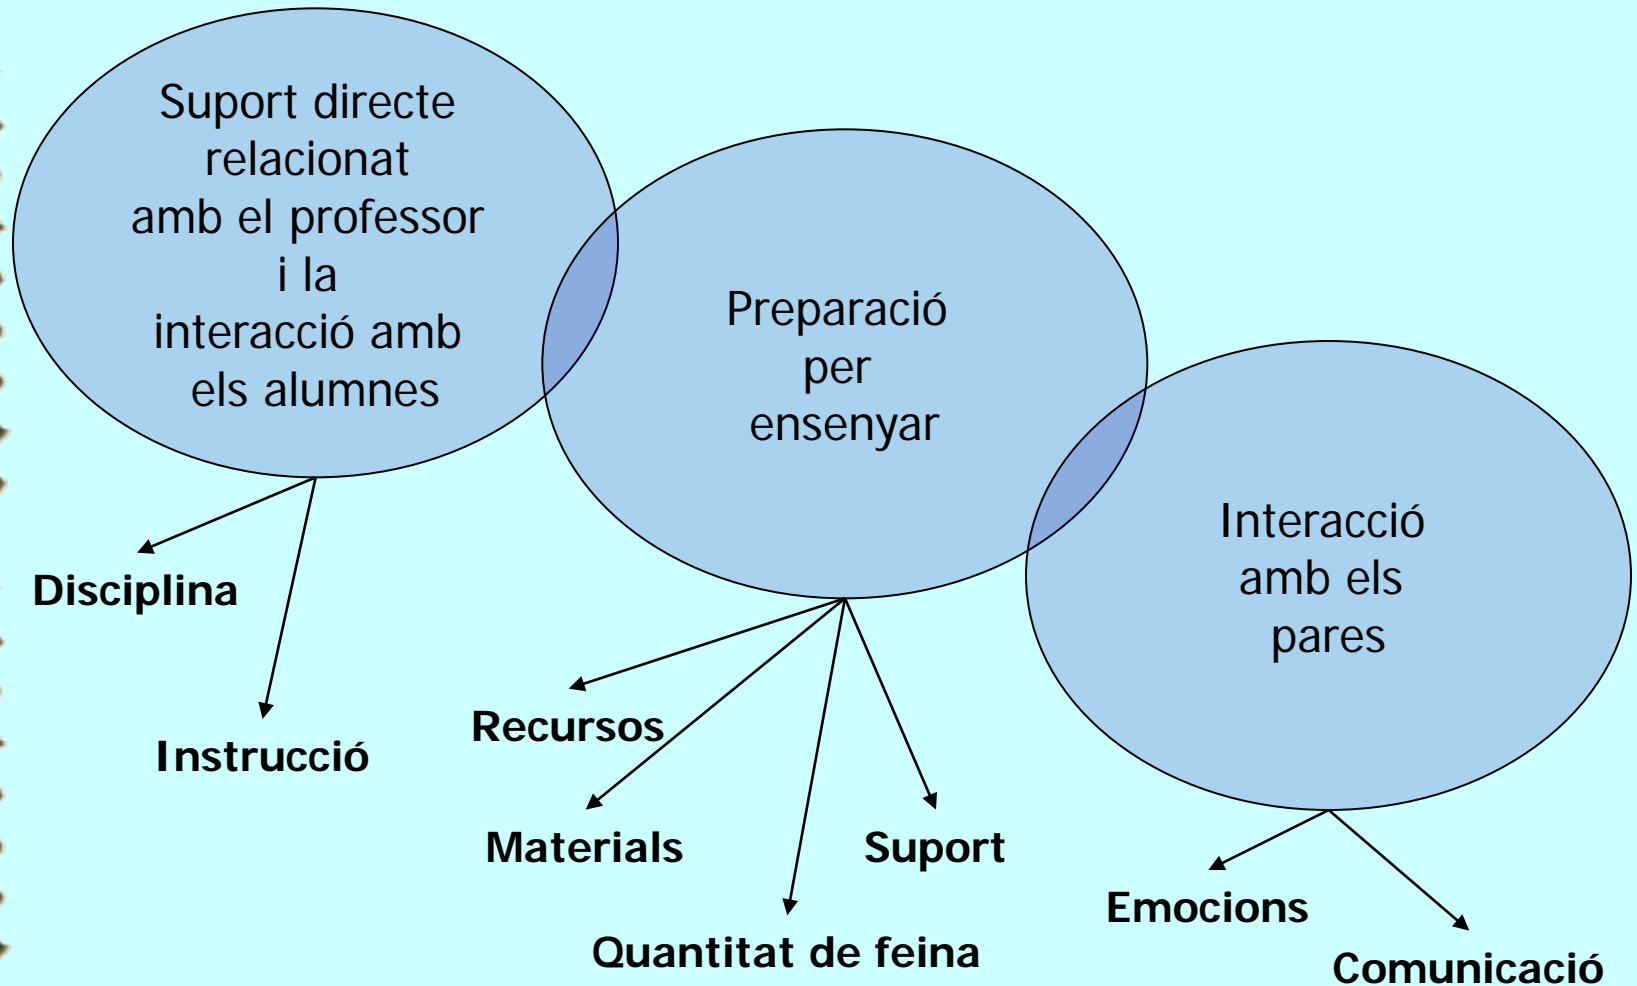 Suport directe
relacionat
amb el professor
i la
interacció amb
els alumnes
Preparació
per
ensenyar
Interacció
amb els
pares
Disciplina
Instrucció
Recursos
Materials
Suport
Quantitat de feina
Emocions
Comunicació